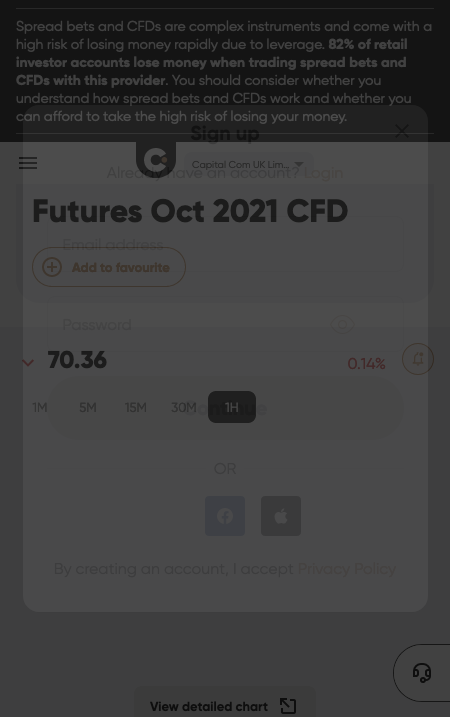 Spread bets and CFDs are complex instruments and come with a
high risk of losing money rapidly due to leverage. 82% of retail
investor accounts lose money when trading spread bets and
CFDs with this provider. You should consider whether you
understand how spread bets and CFDs work and whether you
can afford to take the high risk of losing your money.
Sign up
Capital Com UK Lim...
Already have an account? Login
Futures Oct 2021 CFD
Email address
Add to favourite
Password
70.36
0.14%
1M 5M 15M 30M 1H
Continue
OR
By creating an account, I accept Privacy Policy
View detailed chart